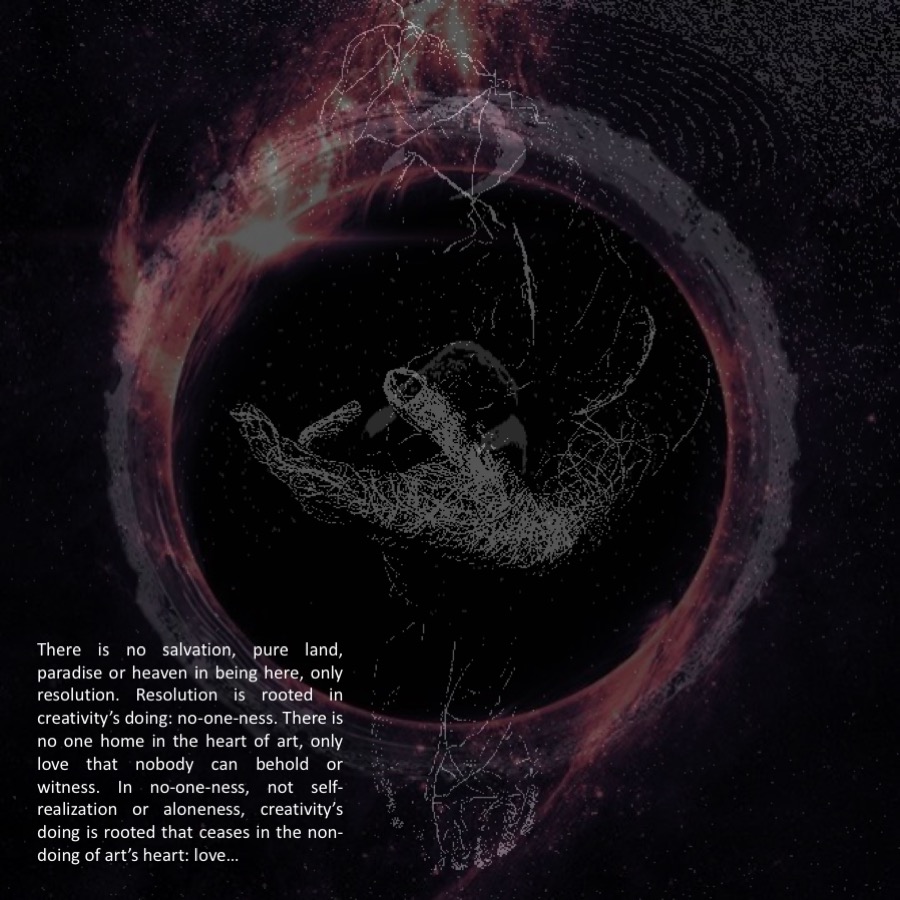 There is no salvation, pure land,
paradise or heaven in being here, only
resolution. Resolution is rooted in
creativity’s doing: no-one-ness. There is
no one home in the heart of art, only
love that nobody can behold or
witness. In no-one-ness, not self-
realization or aloneness, creativity’s
doing is rooted that ceases in the non-
doing of art’s heart: love…